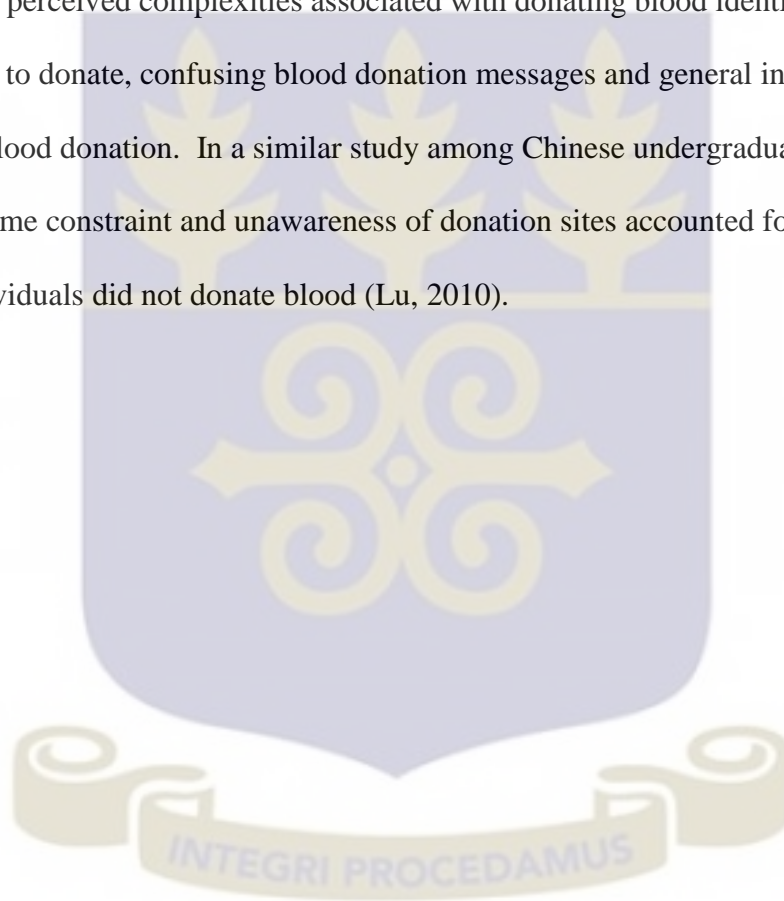 perceived complexities associated with donating blood identi
to donate, confusing blood donation messages and general in
lood donation.  In a similar study among Chinese undergradua
me constraint and unawareness of donation sites accounted fo
viduals did not donate blood (Lu, 2010).
INTEGRI PROCEDAMUS